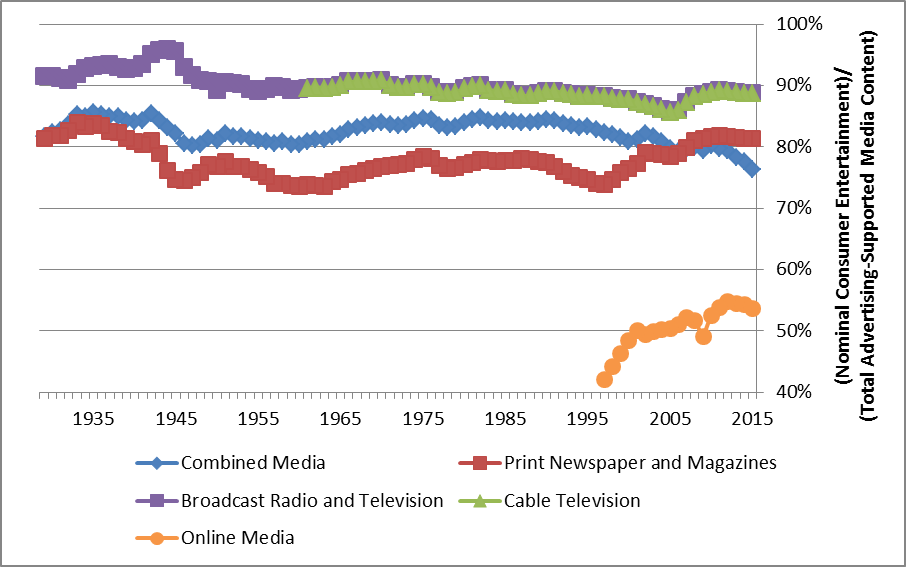 100%
90%
80%
70%
60%
50%
40%
(Nominal Consumer Entertainment)/
(Total Advertising-Supported Media Content)
1935 1945 1955 1965 1975 1985 1995 2005 2015
Combined Media
Print Newspaper and Magazines
Broadcast Radio and Television
Cable Television
Online Media